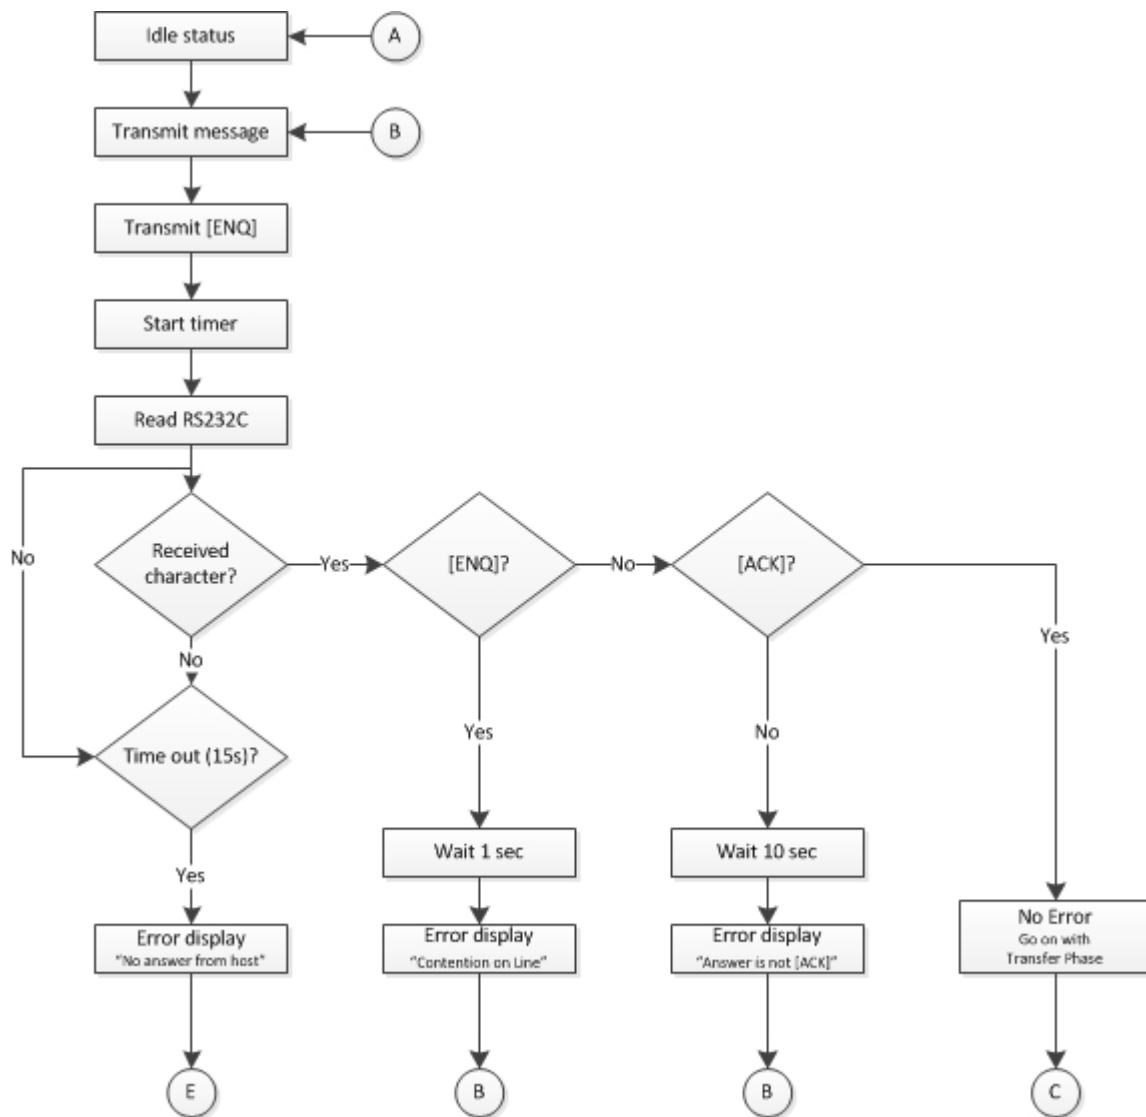 Idle status
A
Transmit message
B
Transmit [ENQ]
Start timer
Read RS232C
Received
character?
Yes
[ENQ]?
No
[ACK]?
No
Yes
No
Time out (15s)?
Yes
No
Wait 1 sec
Wait 10 sec
Yes
Error display
"No answer from host"
Error display
"Contention on Line"
Error display
"Answer is not [ACK]"
No Error
Go on with
Transfer Phase
E
B
B
C